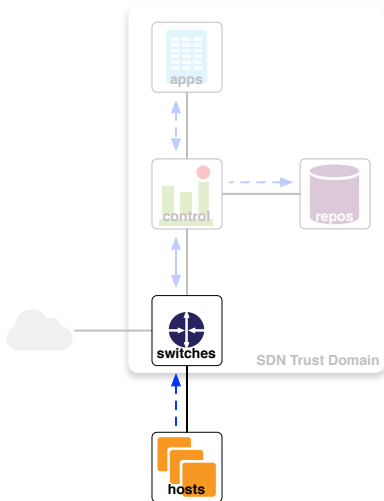 apps
control
repos
switches
SDN Trust Domain
hosts